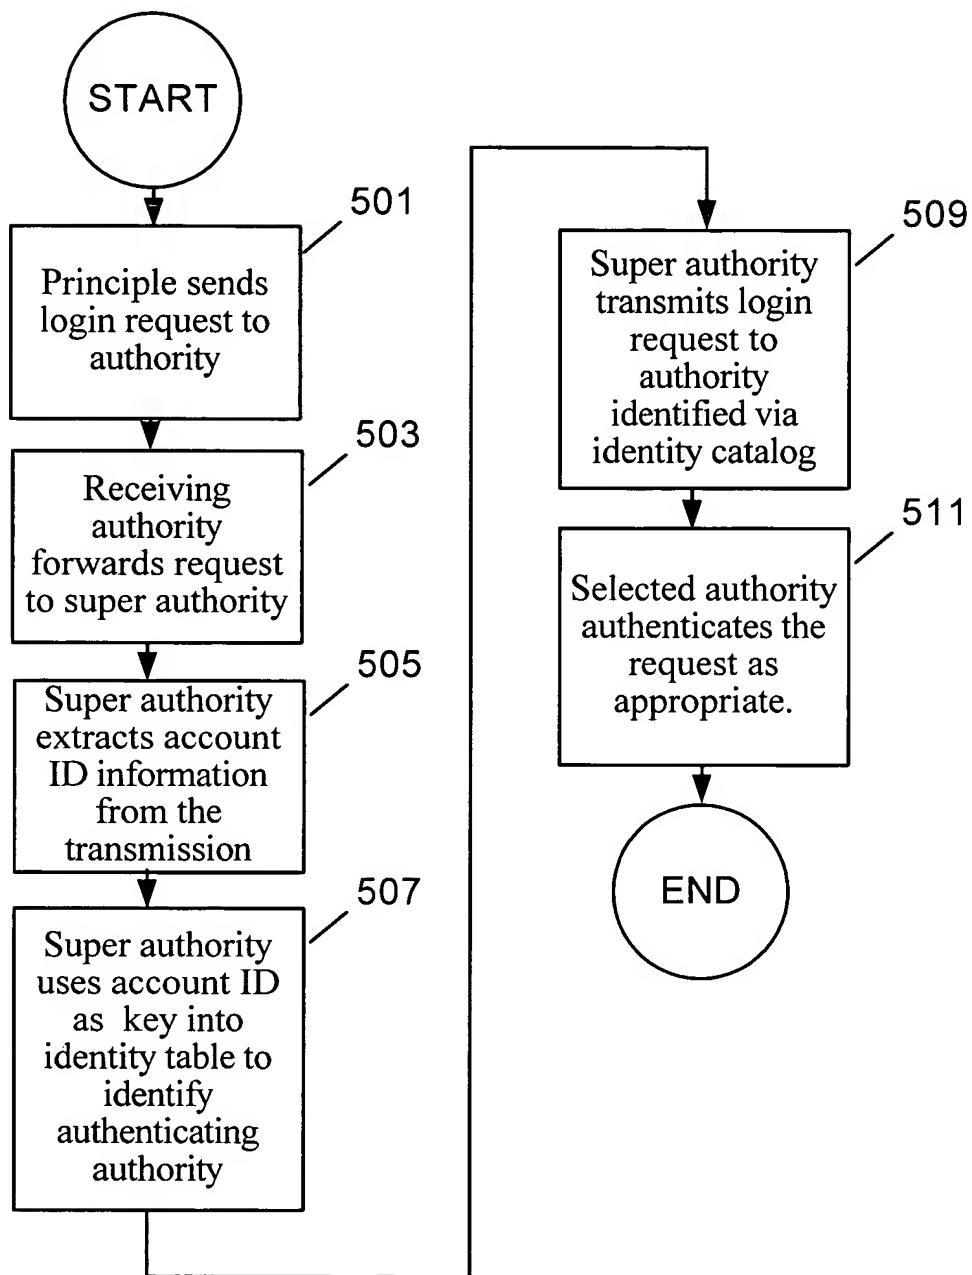 START
501
Principle sends
login request to
authority
503
Receiving
authority
forwards request
to super authority
505
Super authority
extracts account
ID information
from the
transmission
507
Super authority
uses account ID
as key into
identity table to
identify
authenticating
authority
509
Super authority
transmits login
request to
authority
identified via
identity catalog
511
Selected authority
authenticates the
request as
appropriate.
END